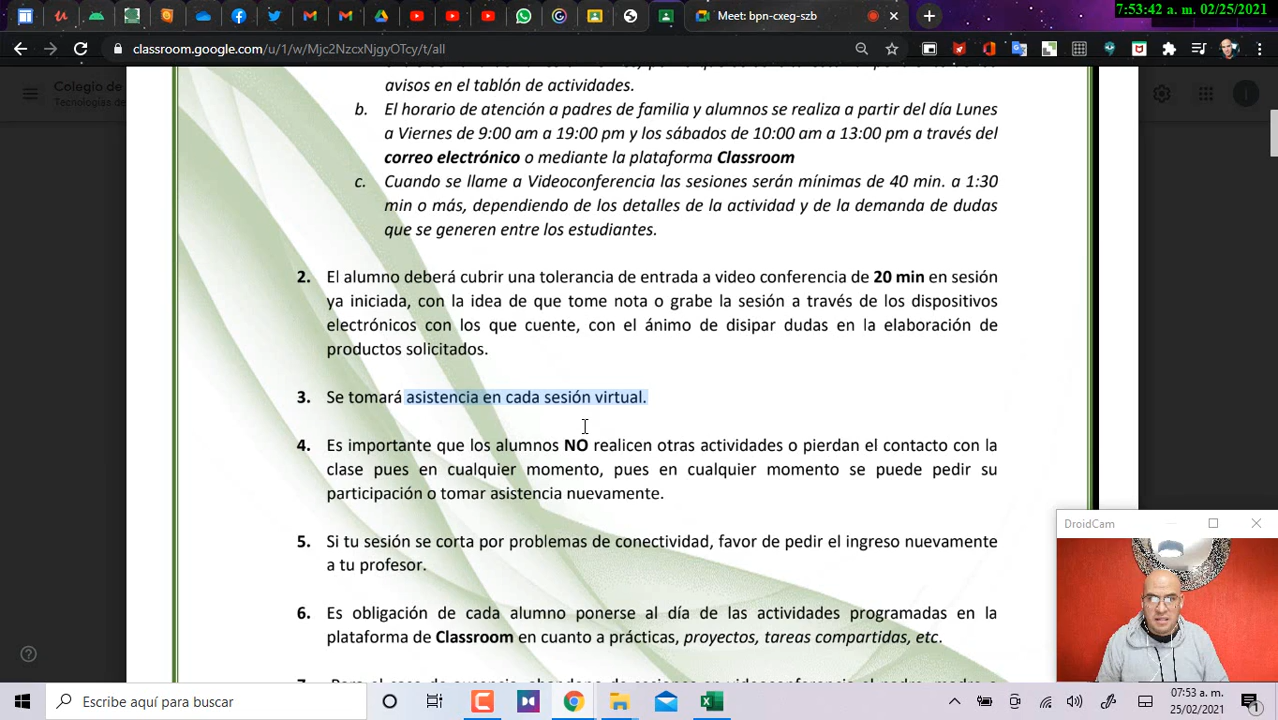 7:53:42 a. m. 02/25/2021
Meet: bpn-cxeg-szb
classroom.google.com/u/1/w/Mjc2NzcxNjgyOTcy/t/all
Colegio de
Tecnologías de
avisos en el tablón de actividades.
b. El horario de atención a padres de familia y alumnos se realiza a partir del día Lunes
a Viernes de 9:00 am a 19:00 pm y los sábados de 10:00 am a 13:00 pm a través del
correo electrónico o mediante la plataforma Classroom
c. Cuando se llame a Videoconferencia las sesiones serán mínimas de 40 min. a 1:30
min o más, dependiendo de los detalles de la actividad y de la demanda de dudas
que se generen entre los estudiantes.
2. El alumno deberá cubrir una tolerancia de entrada a video conferencia de 20 min en sesión
ya iniciada, con la idea de que tome nota o grabe la sesión a través de los dispositivos
electrónicos con los que cuente, con el ánimo de disipar dudas en la elaboración de
productos solicitados.
3. Se tomará asistencia en cada sesión virtual.
4. Es importante que los alumnos NO realicen otras actividades o pierdan el contacto con la
clase pues en cualquier momento, pues en cualquier momento se puede pedir su
participación o tomar asistencia nuevamente.
DroidCam
5. Si tu sesión se corta por problemas de conectividad, favor de pedir el ingreso nuevamente
a tu profesor.
6. Es obligación de cada alumno ponerse al día de las actividades programadas en la
plataforma de Classroom en cuanto a prácticas, proyectos, tareas compartidas, etc.
Escribe aquí para buscar
07:53 a. m.
25/02/2021